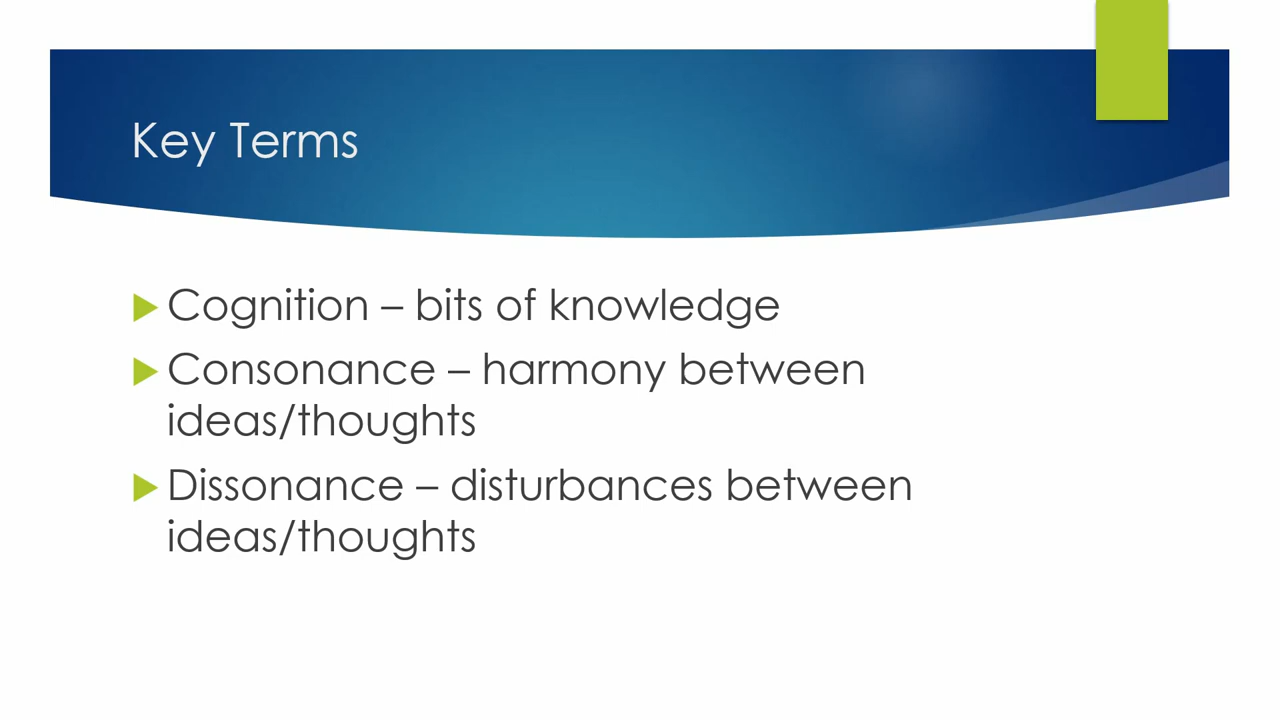 Key Terms
Cognition – bits of knowledge
Consonance – harmony between
ideas/thoughts
Dissonance – disturbances between
ideas/thoughts